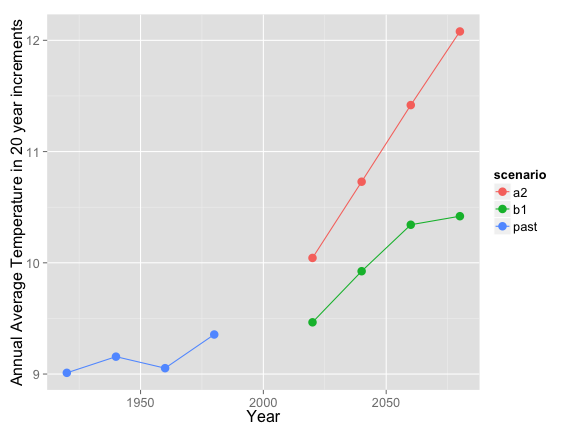 Annual Average Temperature in 20 year increments
12
11
10
9
1950
2000
2050
Year
scenario
a2
b1
past